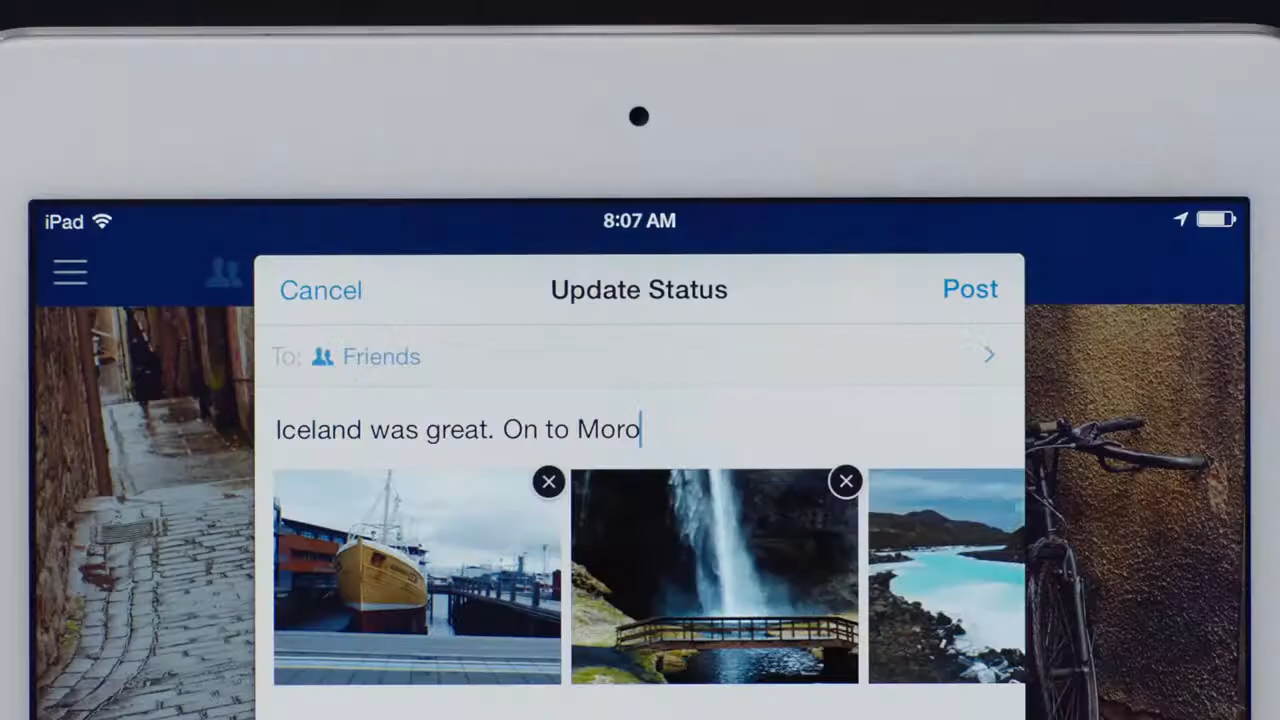 iPad 8:07 AM
Cancel Update Status Post
To: Friends
Iceland was great. On to Moro